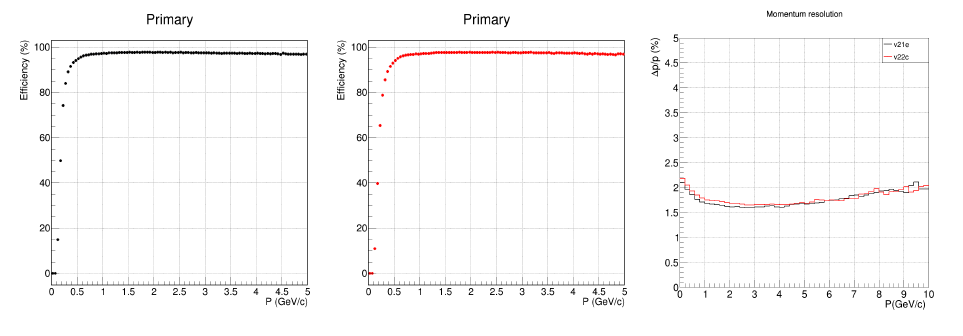 Primary
Efficiency (%)
100
80
60
40
20
0
0 0.5 1 1.5 2 2.5 3 3.5 4 4.5 5
P (GeV/c)
Primary
Efficiency (%)
100
80
60
40
20
0
0 0.5 1 1.5 2 2.5 3 3.5 4 4.5 5
P (GeV/c)
Momentum resolution
Δp/p (%)
v21e
v22c
5
4.5
4
3.5
3
2.5
2
1.5
1
0.5
0
0 1 2 3 4 5 6 7 8 9 10
P(GeV/c)